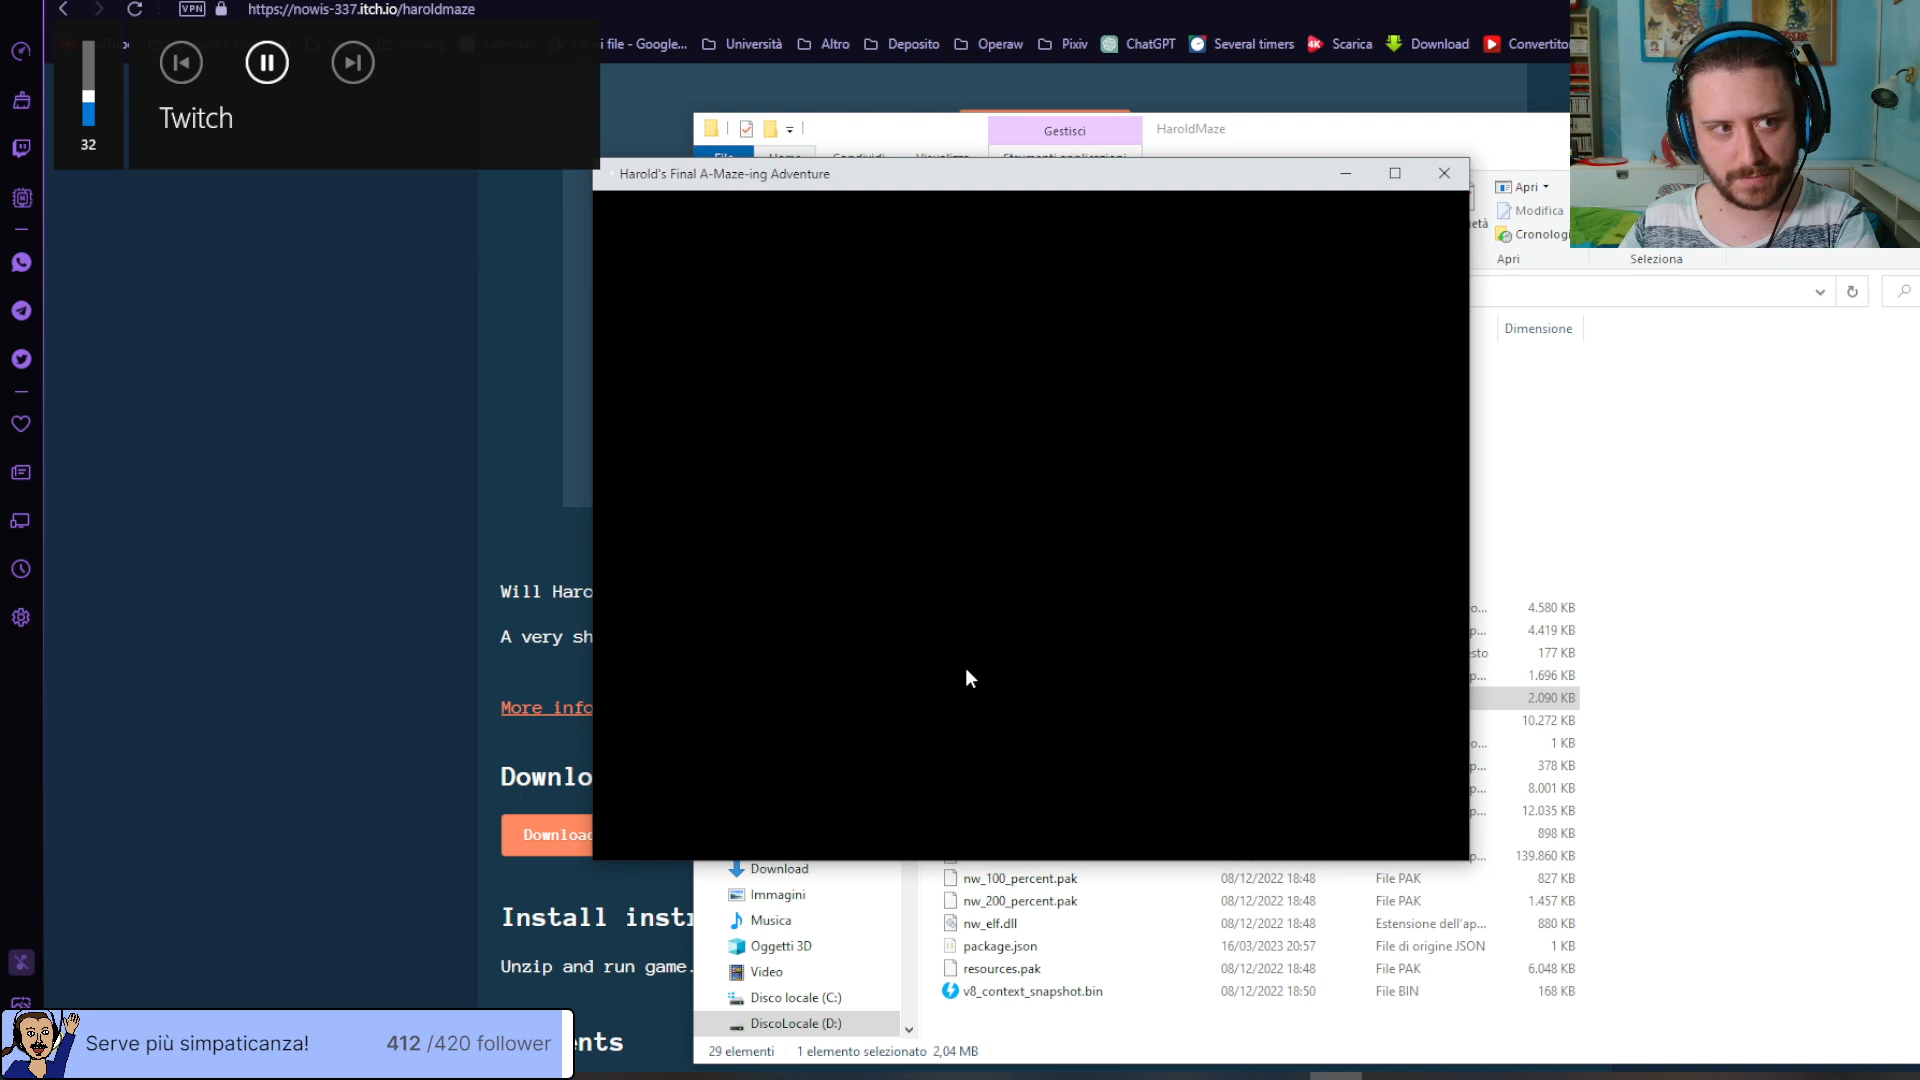 VPN
https://nowis-337.itch.io/haroldmaze
i file - Google...
Università
Altro
Deposito
Operaw
Pixiv
ChatGPT
Several timers
Scarica
Download
Convertito
Twitch
32
Gestisci
HaroldMaze
Harold's Final A-Maze-ing Adventure
Apri
Modifica
età
Cronologi
Apri
Seleziona
Dimensione
Will Haro
A very sh
More info
Downlo
Download
Install instr
Unzip and run game.
nts
o... 4.580 KB
p... 4.419 KB
esto 177 KB
p... 1.696 KB
2.090 KB
10.272 KB
o... 1 KB
p... 378 KB
p... 8.001 KB
p... 12.035 KB
898 KB
p... 139.860 KB
nw_100_percent.pak 08/12/2022 18:48 File PAK 827 KB
nw_200_percent.pak 08/12/2022 18:48 File PAK 1.457 KB
nw_elf.dll 08/12/2022 18:48 Estensione dell'ap... 880 KB
package.json 16/03/2023 20:57 File di origine JSON 1 KB
resources.pak 08/12/2022 18:48 File PAK 6.048 KB
v8_context_snapshot.bin 08/12/2022 18:50 File BIN 168 KB
Download
Immagini
Musica
Oggetti 3D
Video
Disco locale (C:)
DiscoLocale (D:)
29 elementi 1 elemento selezionato 2,04 MB
Serve più simpaticanza! 412 /420 follower